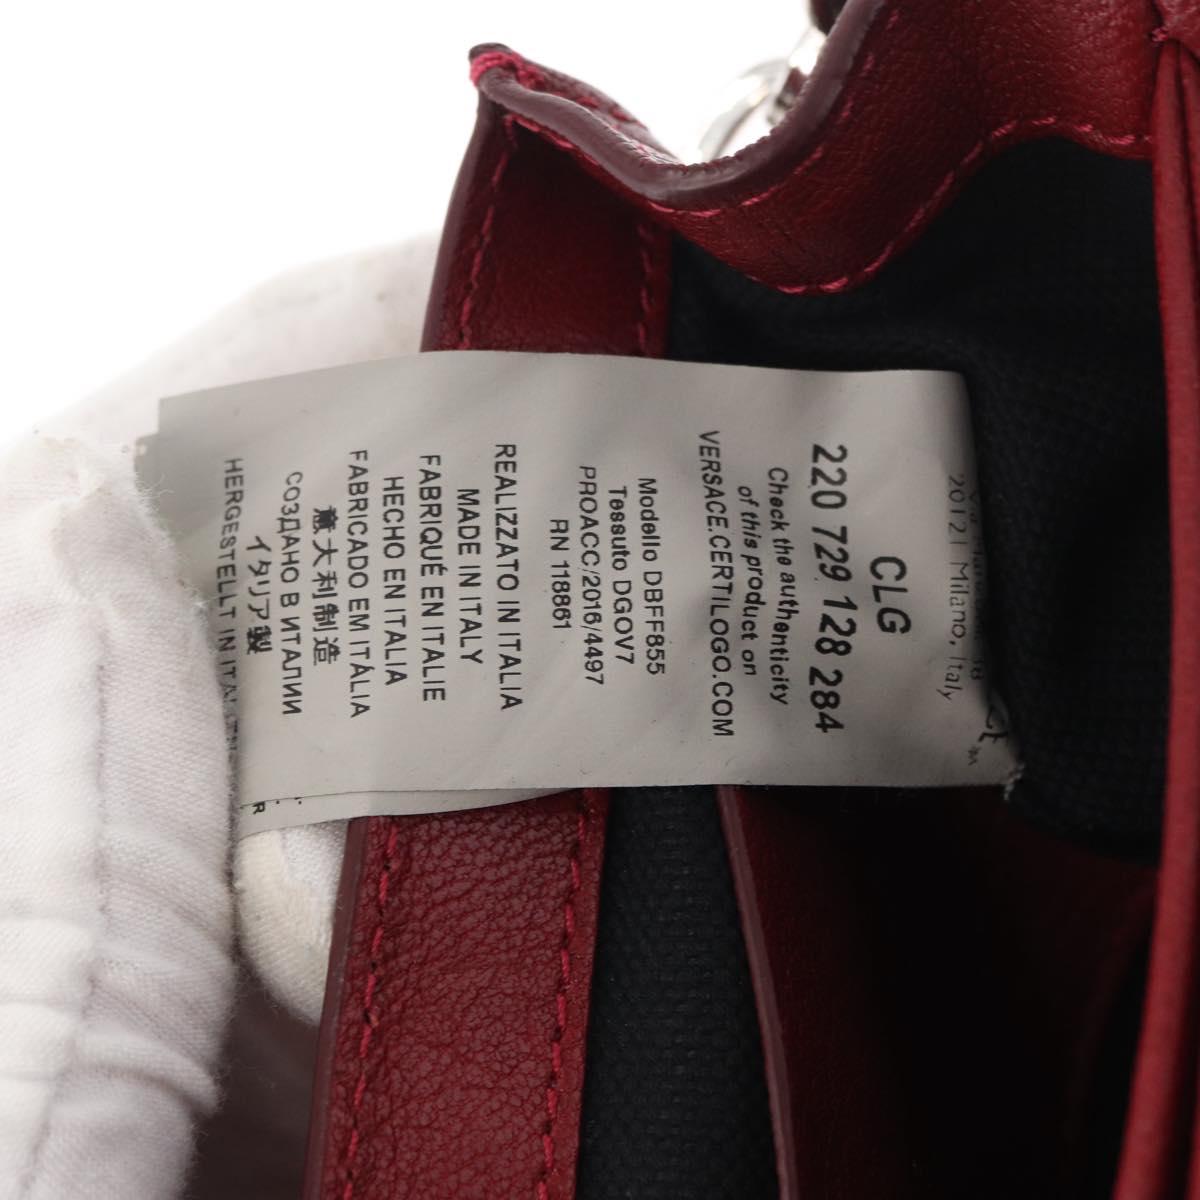 20121 Milano, Italy
CLG
220 729 128 284
Check the authenticity
of this product on
VERSACE.CERTILOGO.COM
Modello DBFF855
Tessuto DGOV7
PROACC/2016/4497
RN 118861
REALIZZATO IN ITALIA
MADE IN ITALY
FABRIQUÉ EN ITALIE
HECHO EN ITALIA
FABRICADO EM ITÁLIA
意大利制造
СОЗДАНО В ИТАЛИИ
イタリア製
HERGESTELLT IN